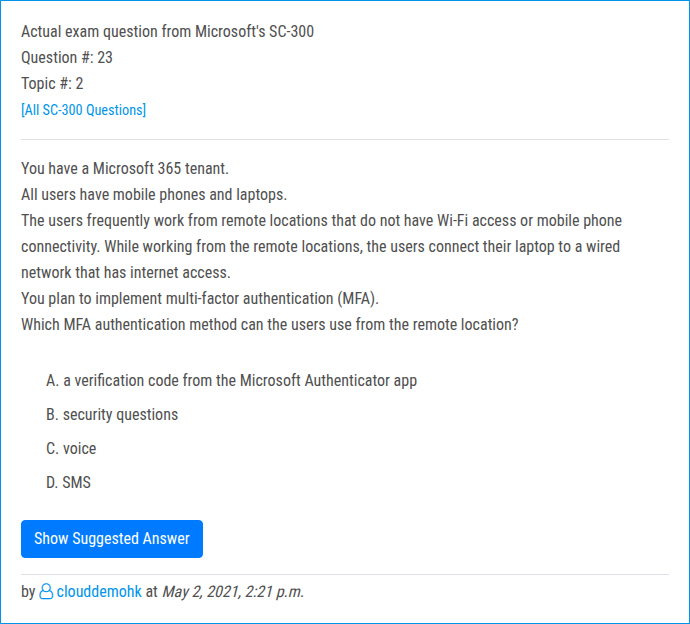 Actual exam question from Microsoft's SC-300
Question #: 23
Topic #: 2
[All SC-300 Questions]
You have a Microsoft 365 tenant.
All users have mobile phones and laptops.
The users frequently work from remote locations that do not have Wi-Fi access or mobile phone
connectivity. While working from the remote locations, the users connect their laptop to a wired
network that has internet access.
You plan to implement multi-factor authentication (MFA).
Which MFA authentication method can the users use from the remote location?
A. a verification code from the Microsoft Authenticator app
B. security questions
C. voice
D. SMS
Show Suggested Answer
by clouddemohk at May 2, 2021, 2:21 p.m.